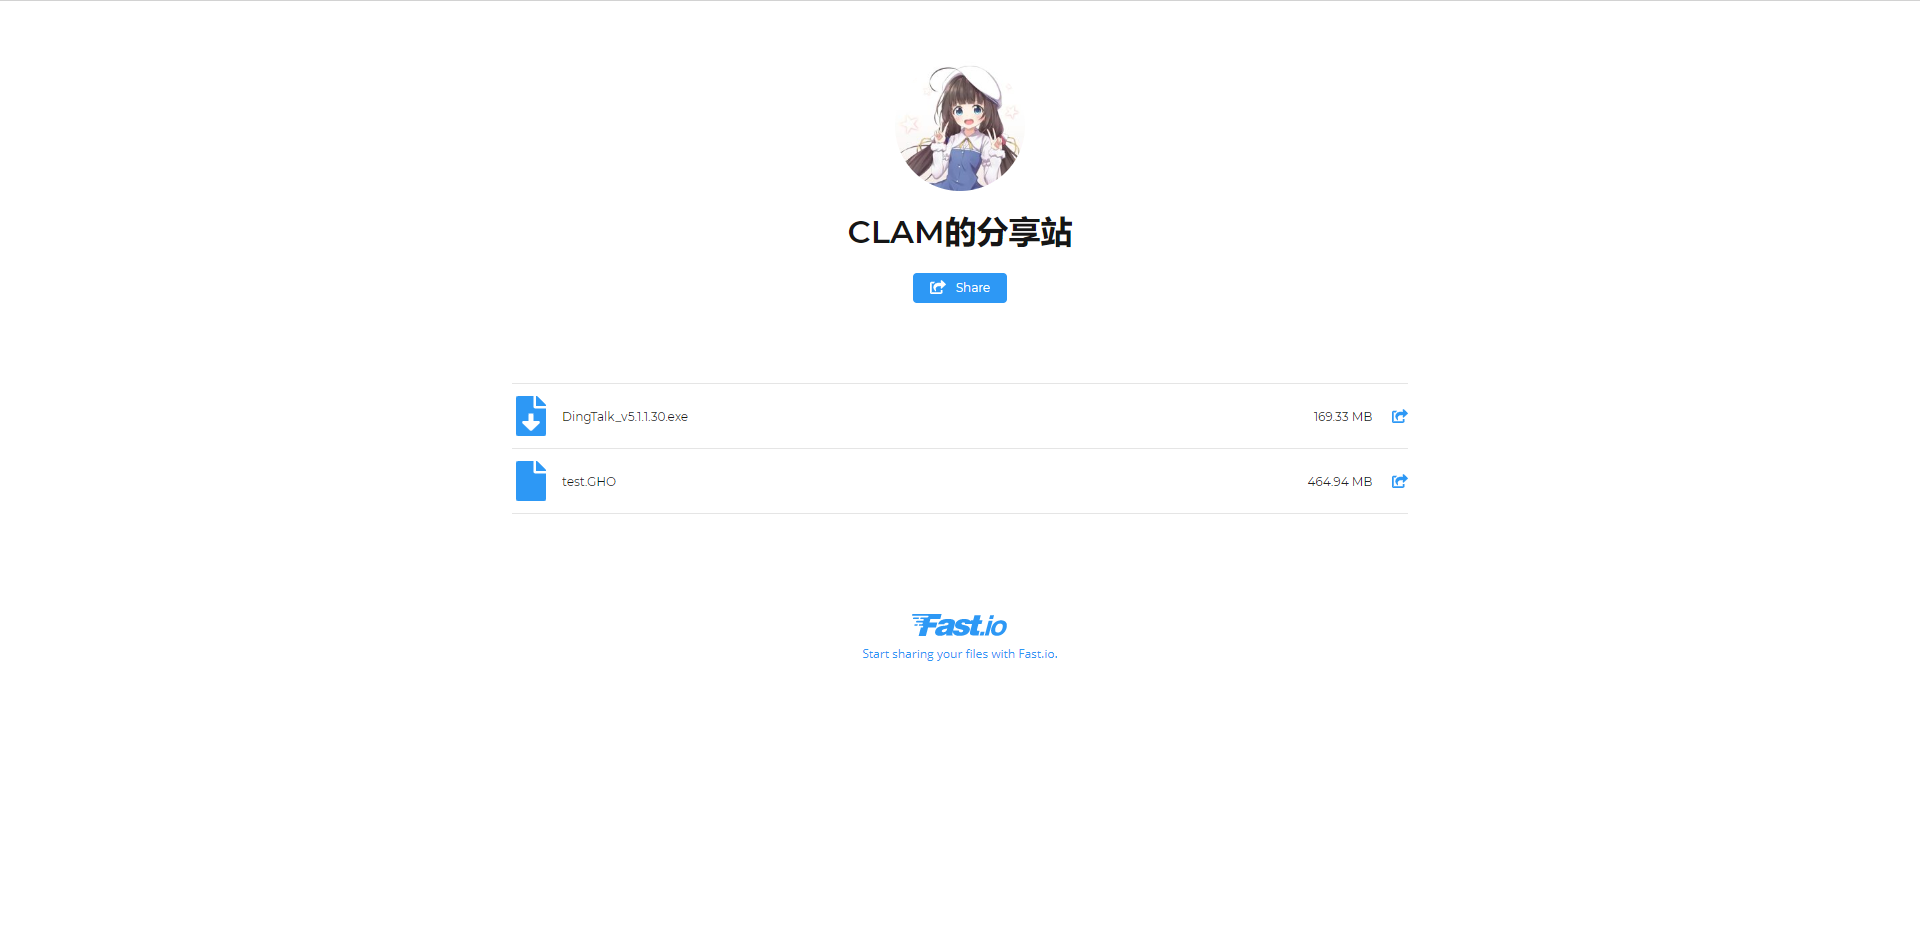 CLAM的分享站
Share
DingTalk_v5.1.1.30.exe 169.33 MB
test.GHO 464.94 MB
Fast.io
Start sharing your files with Fast.io.